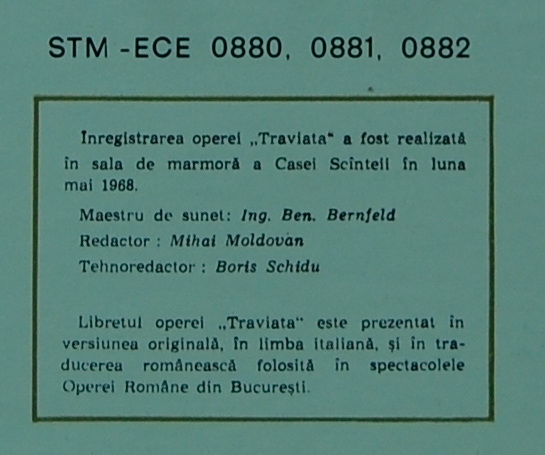 STM-ECE 0880, 0881, 0882
Inregistrarea operei „Traviata“ a fost realizată
în sala de marmoră a Casei Scînteii în luna
mai 1968.
Maestru de sunet: Ing. Ben. Bernfeld
Redactor : Mihai Moldovan
Tehnoredactor : Boris Schidu
Libretul operei „Traviata“ este prezentat în
versiunea originală, în limba italiană, și în tra-
ducerea românească folosită în spectacolele
Operei Române din București.